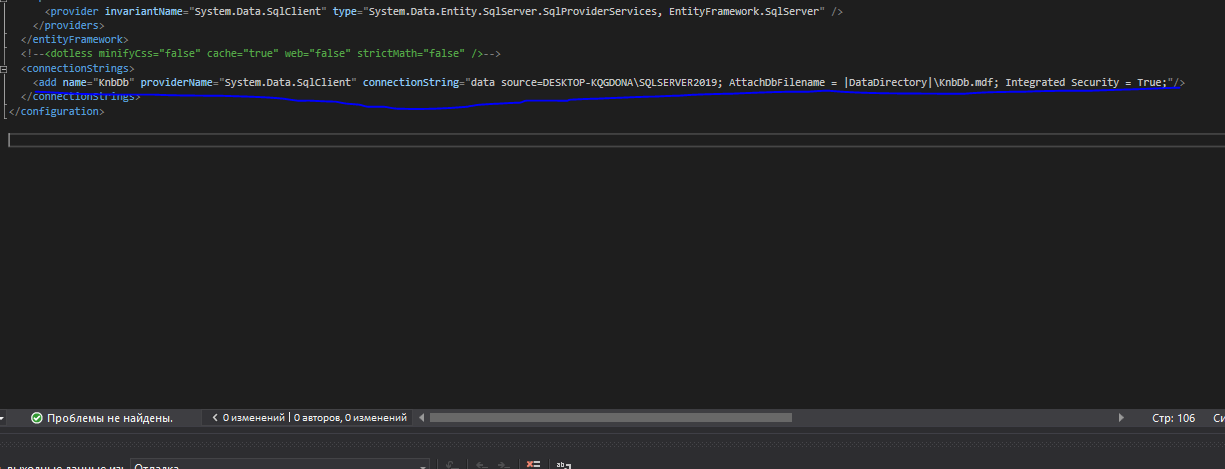 <provider invariantName="System.Data.SqlClient" type="System.Data.Entity.SqlServer.SqlProviderServices, EntityFramework.SqlServer" />
</providers>
</entityFramework>
<!--<dotless minifyCss="false" cache="true" web="false" strictMath="false" />-->
<connectionStrings>
<add name="KnbDb" providerName="System.Data.SqlClient" connectionString="data source=DESKTOP-KQGDONA\SQLSERVER2019; AttachDbFilename = |DataDirectory|\KnbDb.mdf; Integrated Security = True;"/>
</connectionStrings>
</configuration>
Проблемы не найдены. 0 изменений | 0 авторов, 0 изменений Стр: 106
выходные данные из: Отладка